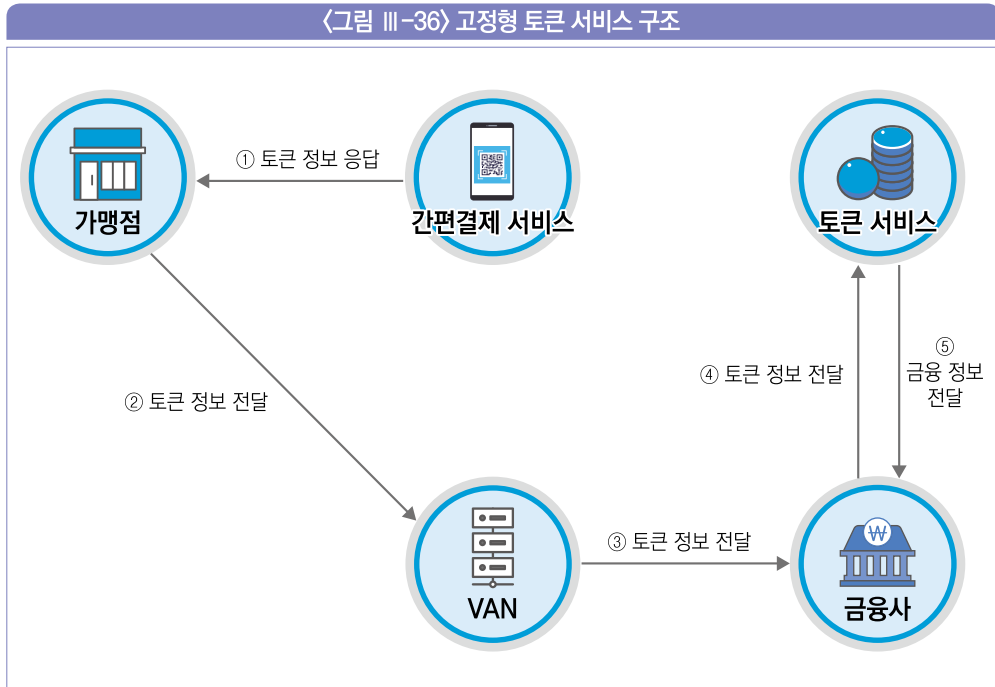 〈그림 Ⅲ-36〉 고정형 토큰 서비스 구조
① 토큰 정보 응답
가맹점
간편결제 서비스
토큰 서비스
② 토큰 정보 전달
④ 토큰 정보 전달
⑤
금융 정보
전달
③ 토큰 정보 전달
VAN
금융사
₩